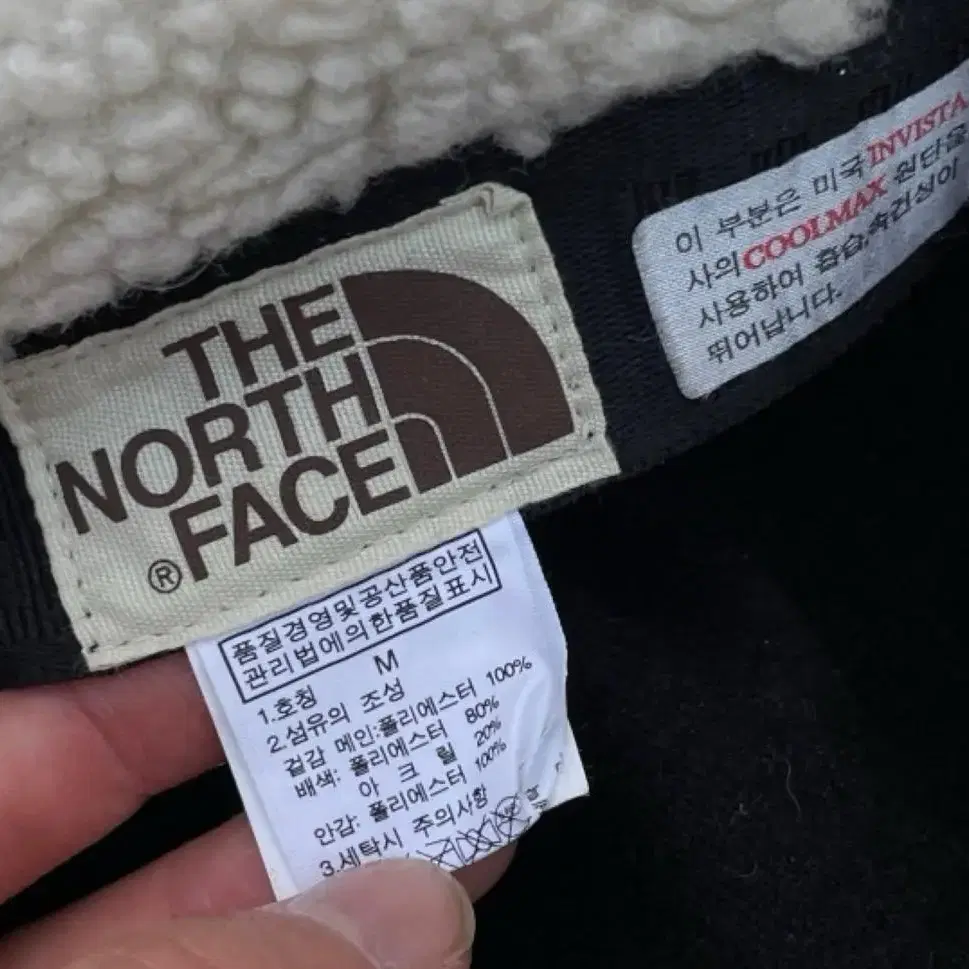 THE
NORTH
FACE
®
이 부분은 미국 INVISTA
사의 COOLMAX 원단을
사용하여 흡습,속건성이
뛰어납니다.
품질경영및공산품안전
관리법에의한품질표시
1.호칭 M
2.섬유의 조성
겉감 메인:폴리에스터 100%
배색: 폴리에스터 80%
아 크 릴 20%
안감: 폴리에스터 100%
3.세탁시 주의사항